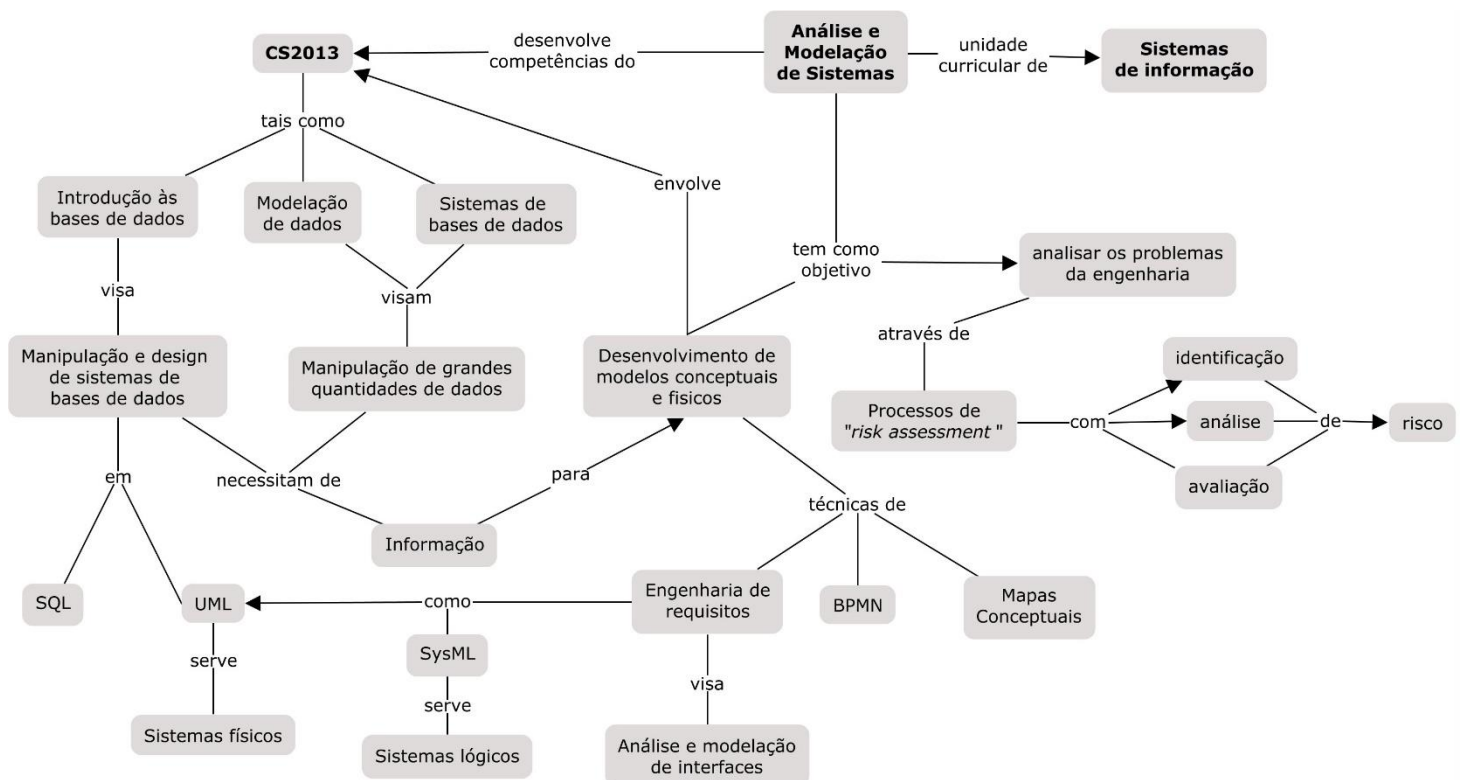 CS2013
desenvolve
competências do
Análise e
Modelação
de Sistemas
unidade
curricular de
Sistemas
de informação
tais como
envolve
Introdução às
bases de dados
Modelação
de dados
Sistemas de
bases de dados
tem como
objetivo
analisar os problemas
da engenharia
visa
visam
através de
Manipulação e design
de sistemas de
bases de dados
Manipulação de grandes
quantidades de dados
Desenvolvimento de
modelos conceptuais
e fisicos
Processos de
"risk assessment "
com
identificação
análise
avaliação
de
risco
em
necessitam de
para
técnicas de
Informação
SQL
UML
como
Engenharia de
requisitos
BPMN
Mapas
Conceptuais
serve
SysML
visa
serve
Sistemas físicos
Sistemas lógicos
Análise e modelação
de interfaces